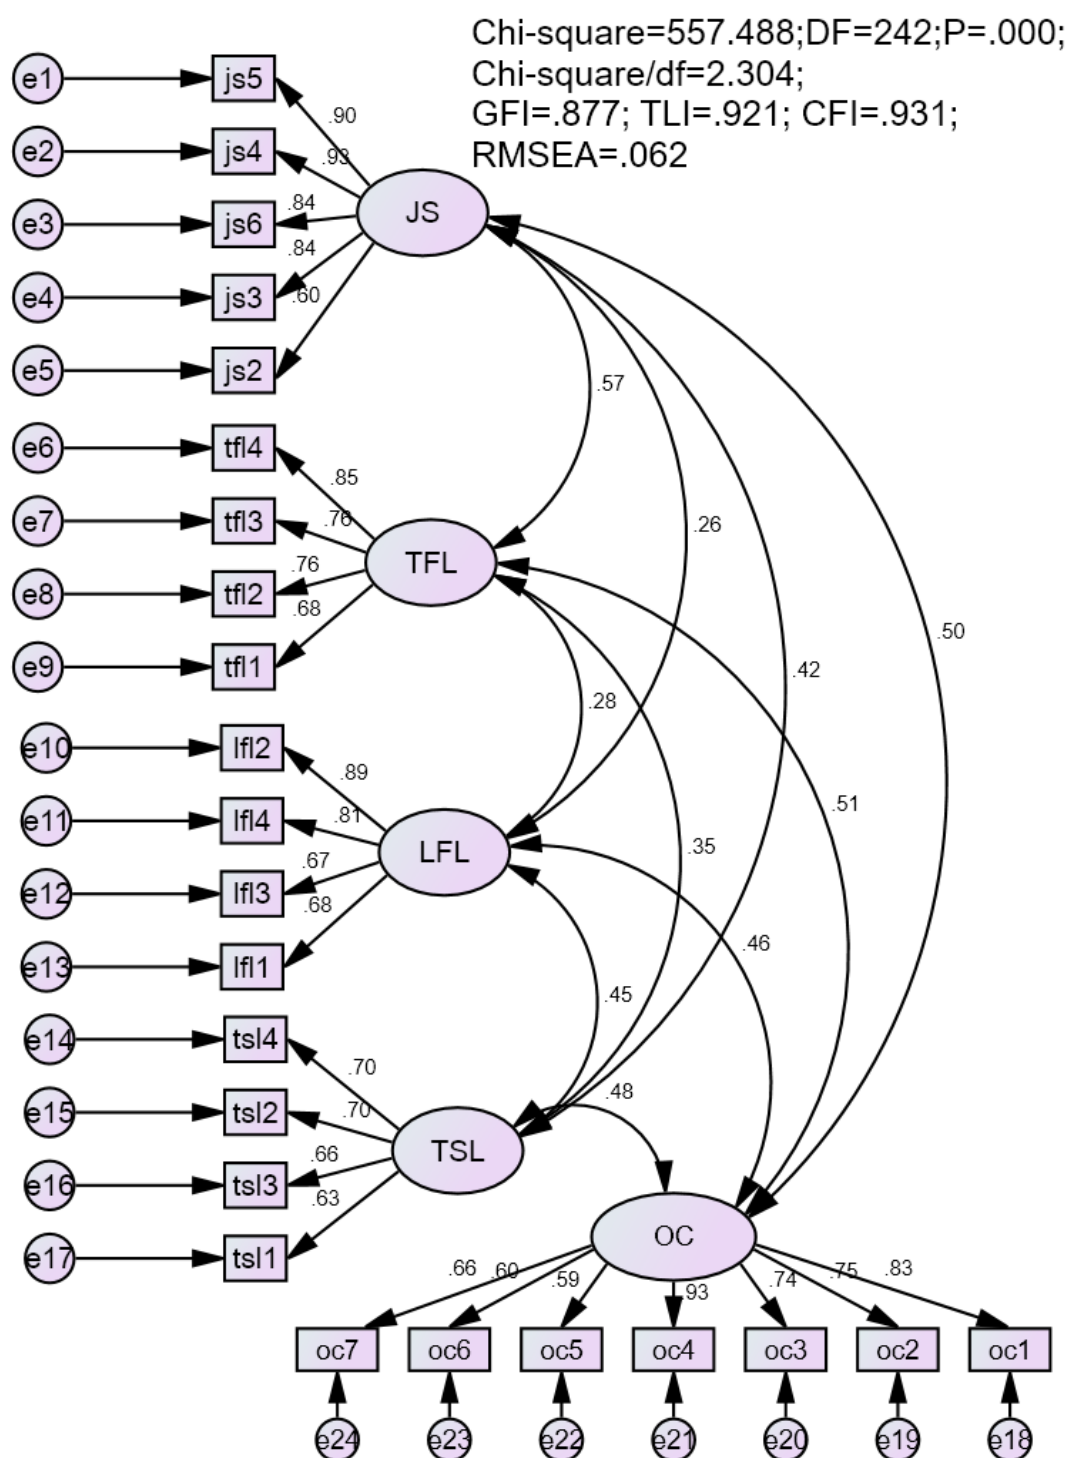 Chi-square=557.488;DF=242;P=.000;
Chi-square/df=2.304;
GFI=.877; TLI=.921; CFI=.931;
RMSEA=.062
e1 js5 .90
e2 js4 .93
e3 js6 .84
JS
e4 js3 .84
e5 js2 .60
.57
e6 tfl4 .85
e7 tfl3 .76
.26
TFL
e8 tfl2 .76
e9 tfl1 .68
.50
.42
.28
e10 lfl2 .89
.51
e11 lfl4 .81
.35
LFL
e12 lfl3 .67
e13 lfl1 .68
.46
.45
e14 tsl4 .70
.48
e15 tsl2 .70
TSL
e16 tsl3 .66
e17 tsl1 .63
OC
.66 .60 .59 .93 .74 .75 .83
oc7 oc6 oc5 oc4 oc3 oc2 oc1
e24 e23 e22 e21 e20 e19 e18